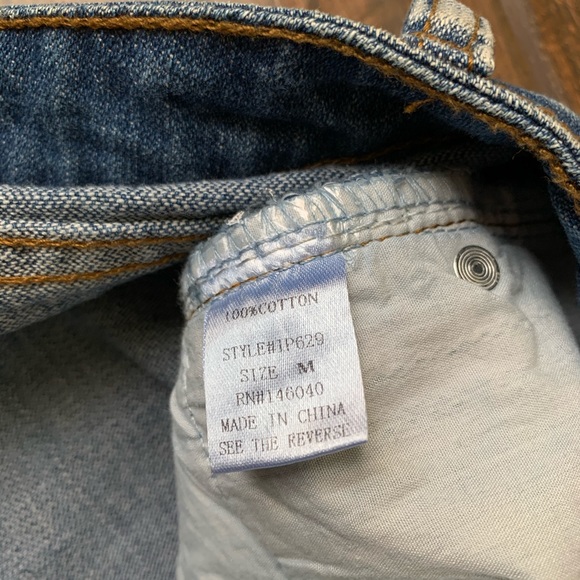 100%COTTON
STYLE#1P629
SIZE M
RN#146040
MADE IN CHINA
SEE THE REVERSE